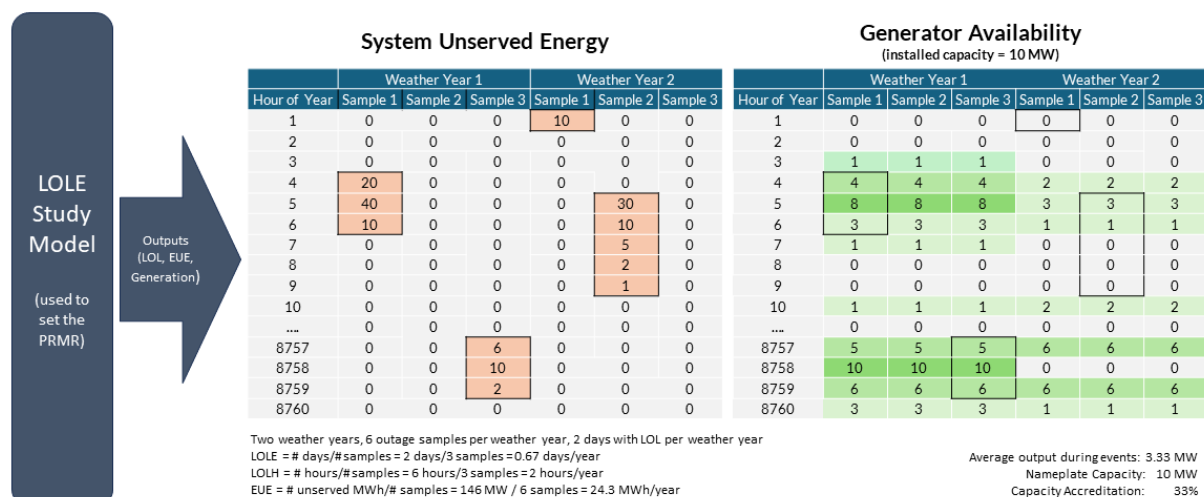 LOLE
Study
Model
(used to
set the
PRMR)
Outputs
(LOL, EUE,
Generation)
System Unserved Energy
Weather Year 1 Weather Year 2
Hour of Year Sample 1 Sample 2 Sample 3 Sample 1 Sample 2 Sample 3
1 0 0 0 10 0 0
2 0 0 0 0 0 0
3 0 0 0 0 0 0
4 20 0 0 0 0 0
5 40 0 0 0 30 0
6 10 0 0 0 10 0
7 0 0 0 0 5 0
8 0 0 0 0 2 0
9 0 0 0 0 1 0
10 0 0 0 0 0 0
.... 0 0 0 0 0 0
8757 0 0 6 0 0 0
8758 0 0 10 0 0 0
8759 0 0 2 0 0 0
8760 0 0 0 0 0 0
Generator Availability
(installed capacity = 10 MW)
Weather Year 1 Weather Year 2
Hour of Year Sample 1 Sample 2 Sample 3 Sample 1 Sample 2 Sample 3
1 0 0 0 0 0 0
2 0 0 0 0 0 0
3 1 1 1 0 0 0
4 4 4 4 2 2 2
5 8 8 8 3 3 3
6 3 3 3 1 1 1
7 1 1 1 0 0 0
8 0 0 0 0 0 0
9 0 0 0 0 0 0
10 1 1 1 2 2 2
.... 0 0 0 0 0 0
8757 5 5 5 6 6 6
8758 10 10 10 0 0 0
8759 6 6 6 6 6 6
8760 3 3 3 1 1 1
Two weather years, 6 outage samples per weather year, 2 days with LOL per weather year
LOLE = # days/# samples = 2 days/3 samples = 0.67 days/year
LOLH = # hours/# samples = 6 hours/3 samples = 2 hours/year
EUE = # unserved MWh/# samples = 146 MW / 6 samples = 24.3 MWh/year
Average output during events: 3.33 MW
Nameplate Capacity: 10 MW
Capacity Accreditation: 33%